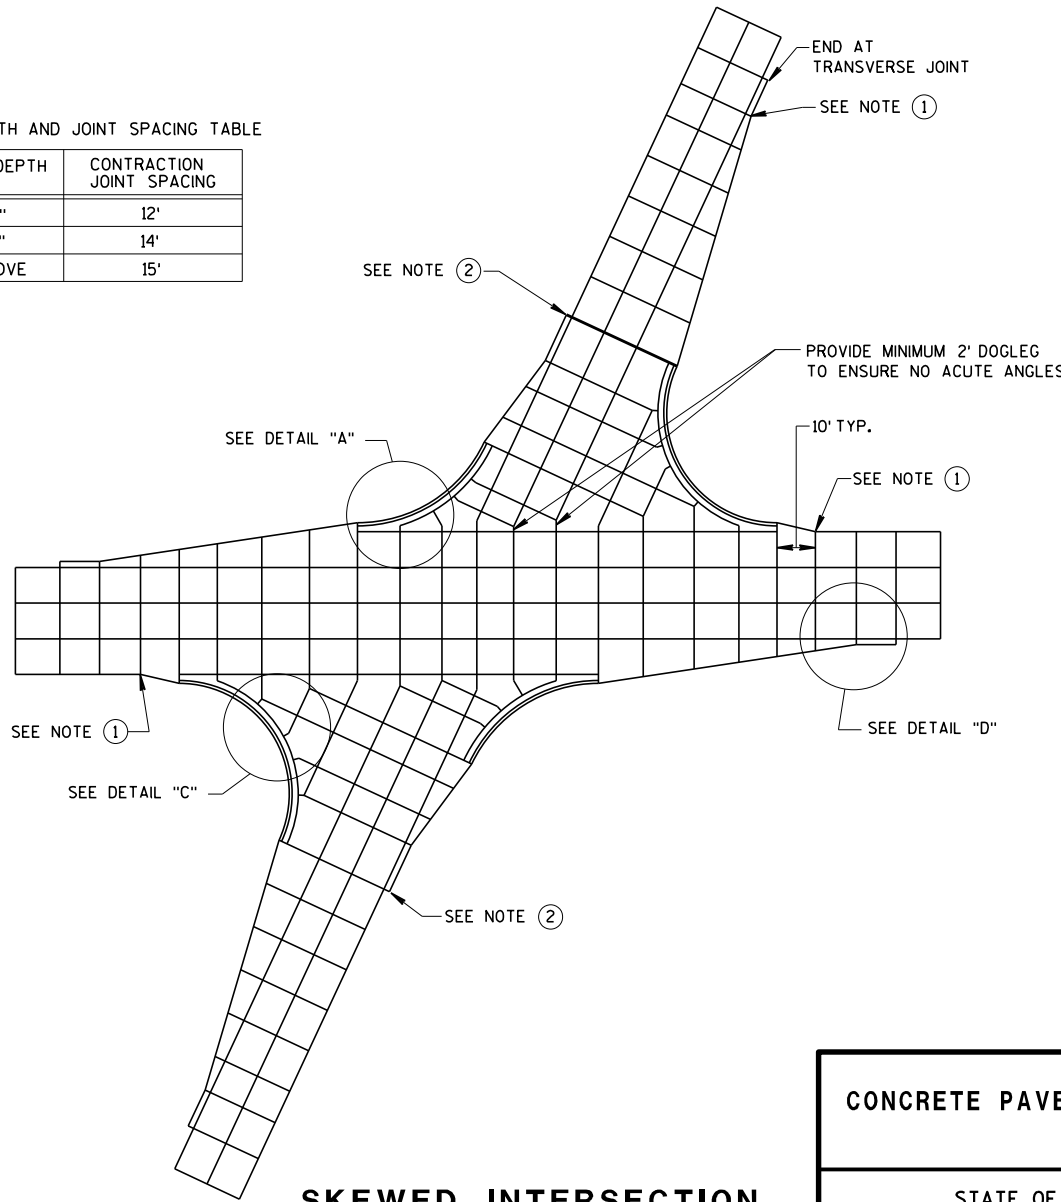 END AT
TRANSVERSE JOINT
SEE NOTE 1
TH AND JOINT SPACING TABLE
DEPTH
CONTRACTION
JOINT SPACING
"
12'
"
14'
OVE
15'
SEE NOTE 2
PROVIDE MINIMUM 2' DOGLEG
TO ENSURE NO ACUTE ANGLES
10' TYP.
SEE DETAIL "A"
SEE NOTE 1
SEE NOTE 1
SEE DETAIL "D"
SEE DETAIL "C"
SEE NOTE 2
CONCRETE PAVE
SKEWED INTERSECTION
STATE OF